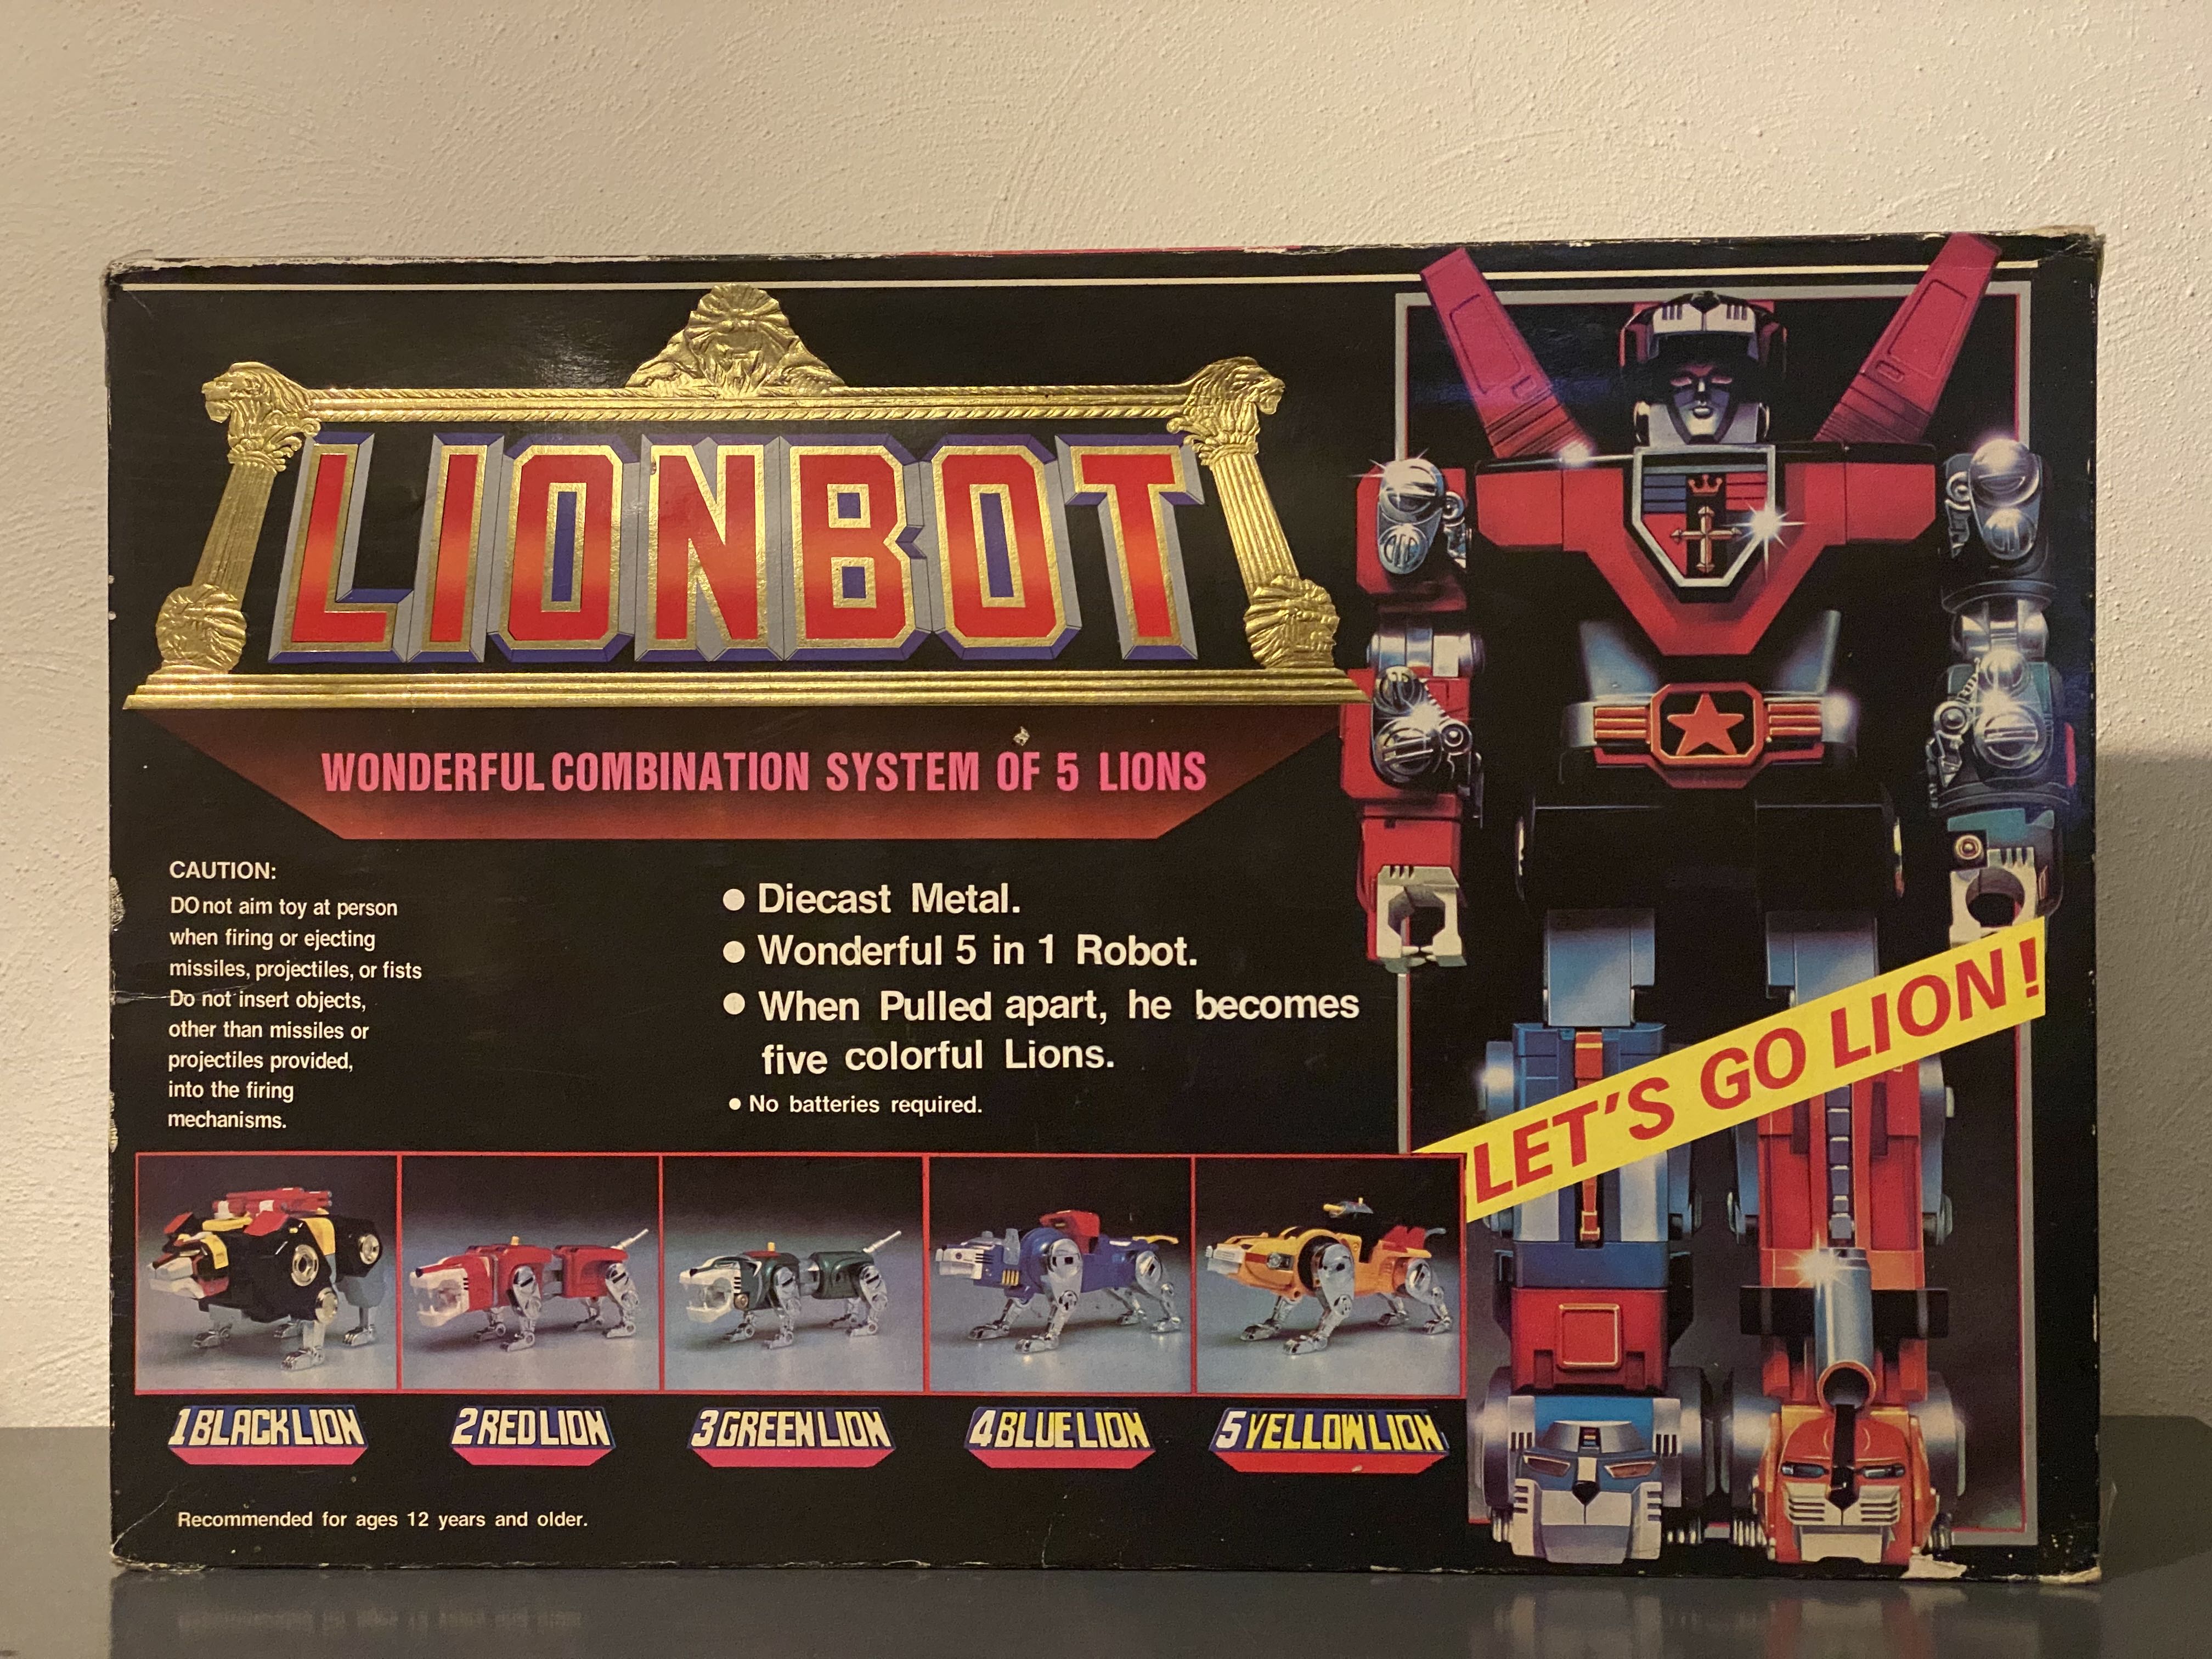 LIONBOT
WONDERFUL COMBINATION SYSTEM OF 5 LIONS
CAUTION:
DO not aim toy at person
when firing or ejecting
missiles, projectiles, or fists
Do not insert objects,
other than missiles or
projectiles provided,
into the firing
mechanisms.
● Diecast Metal.
● Wonderful 5 in 1 Robot.
● When Pulled apart, he becomes
five colorful Lions.
● No batteries required.
LET'S GO LION!
1 BLACK LION
2 RED LION
3 GREEN LION
4 BLUE LION
5 YELLOW LION
Recommended for ages 12 years and older.